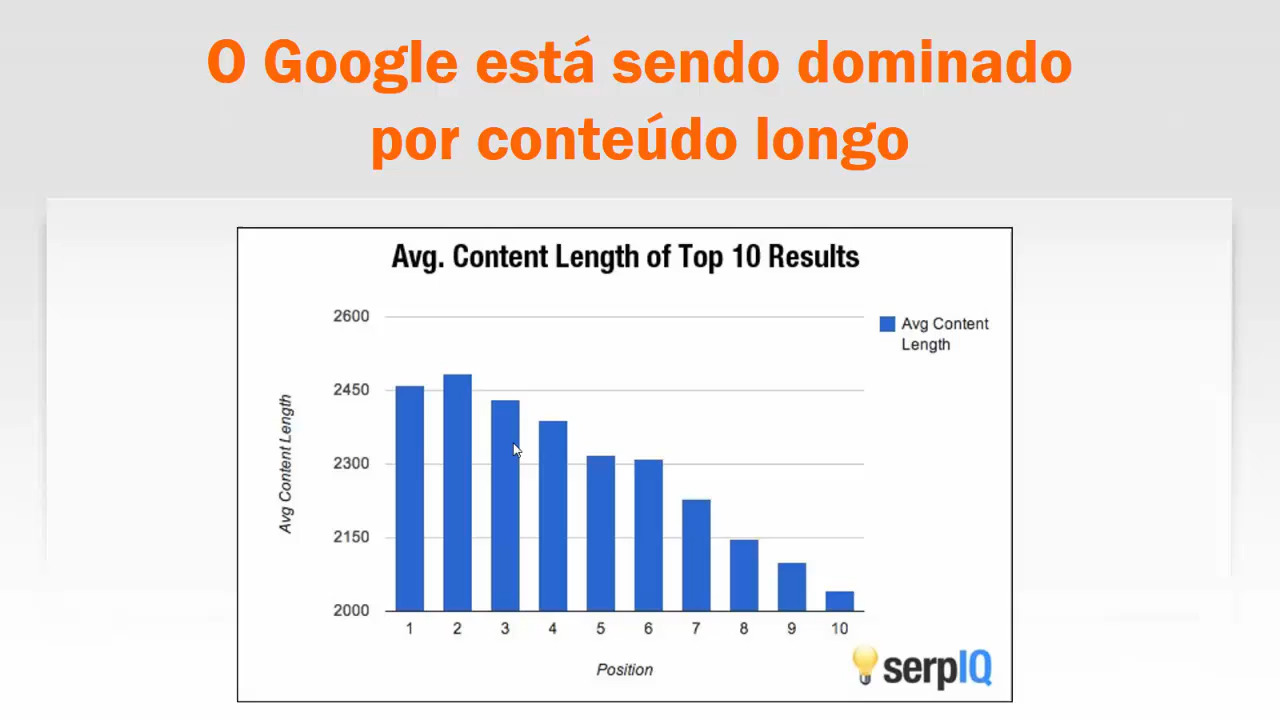 O Google está sendo dominado
por conteúdo longo
Avg. Content Length of Top 10 Results
2600
2450
2300
2150
2000
Avg Content Length
1 2 3 4 5 6 7 8 9 10
Position
Avg Content
Length
serpIQ